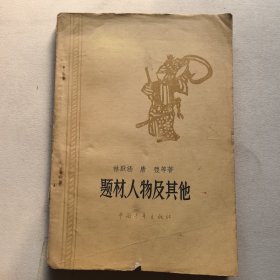 林默涵 唐 弢等著
题材人物及其他
中国青年出版社